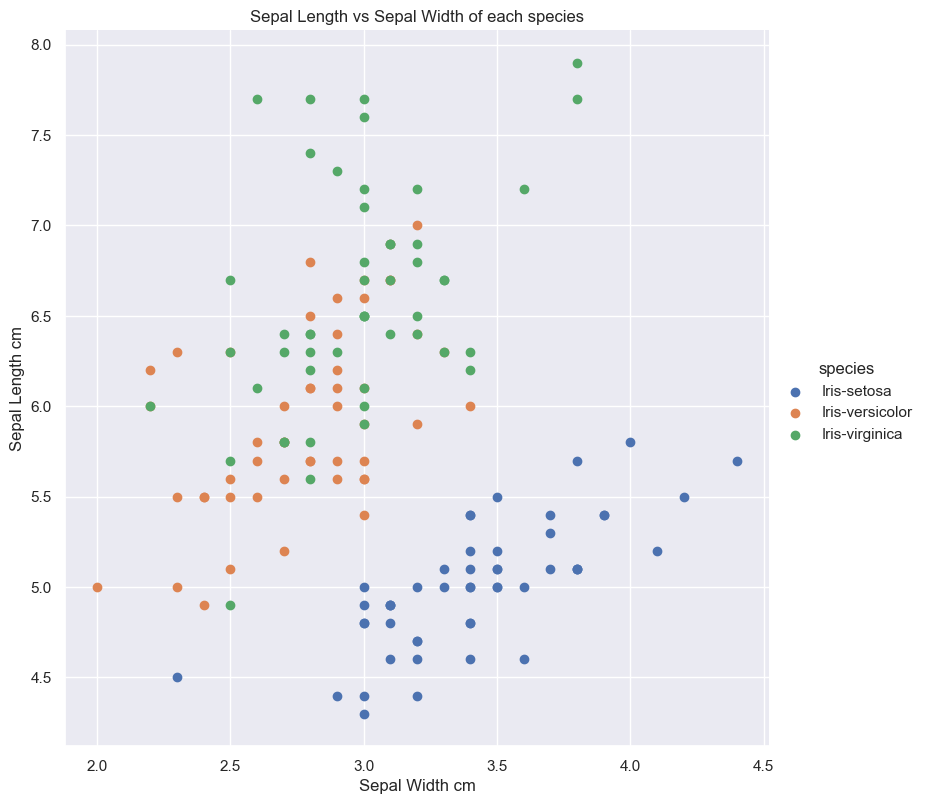 Sepal Length vs Sepal Width of each species
8.0
7.5
7.0
6.5
6.0
5.5
5.0
4.5
Sepal Length cm
2.0 2.5 3.0 3.5 4.0 4.5
Sepal Width cm
species
Iris-setosa
Iris-versicolor
Iris-virginica